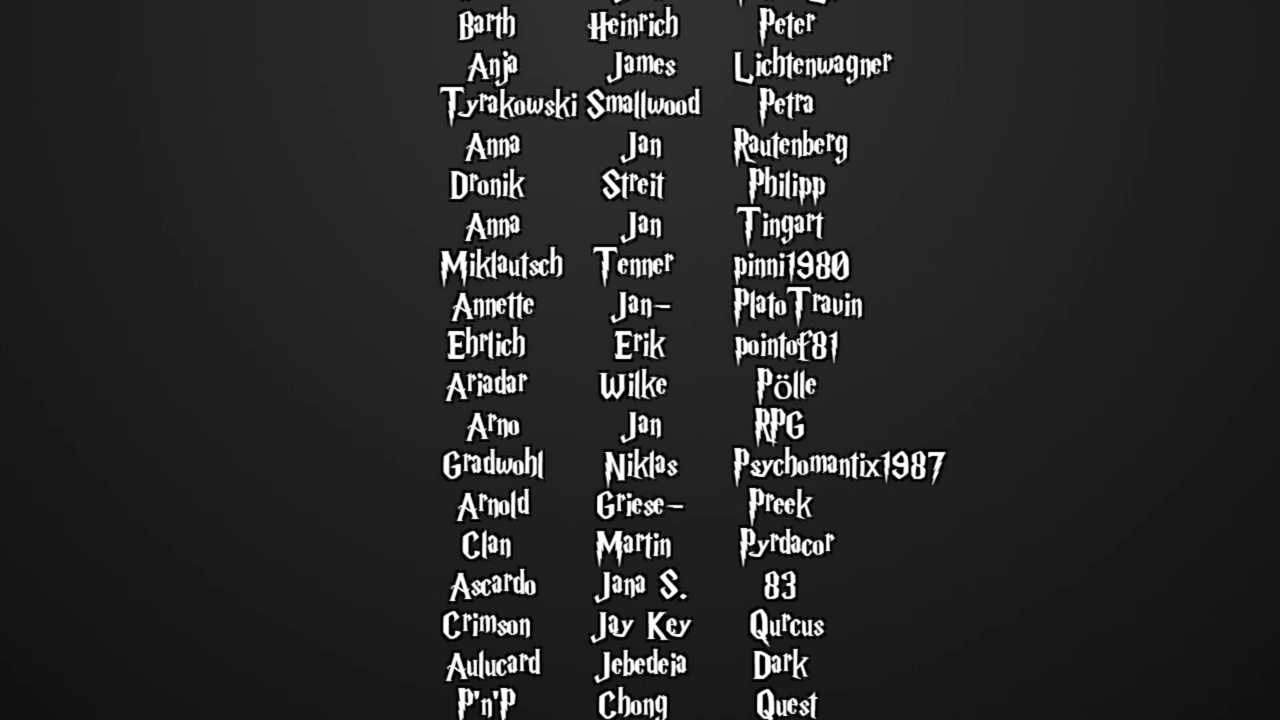 Barth Heinrich Peter
Anja James Lichtenwagner
Tyrakowski Smallwood Petra
Anna Jan Rautenberg
Dronik Streit Philipp
Anna Jan Tingart
Miklautsch Tenner pinni1980
Annette Jan- PlatoTravin
Ehrlich Erik pointof81
Ariadar Wilke Pölle
Arno Jan RPG
Gradwohl Niklas Psychomantix1987
Arnold Griese- Preek
Clan Martin Pyrdacor
Ascardo Jana S. 83
Crimson Jay Key Qurcus
Aulucard Jebedeia Dark
P'n'P Chong Quest